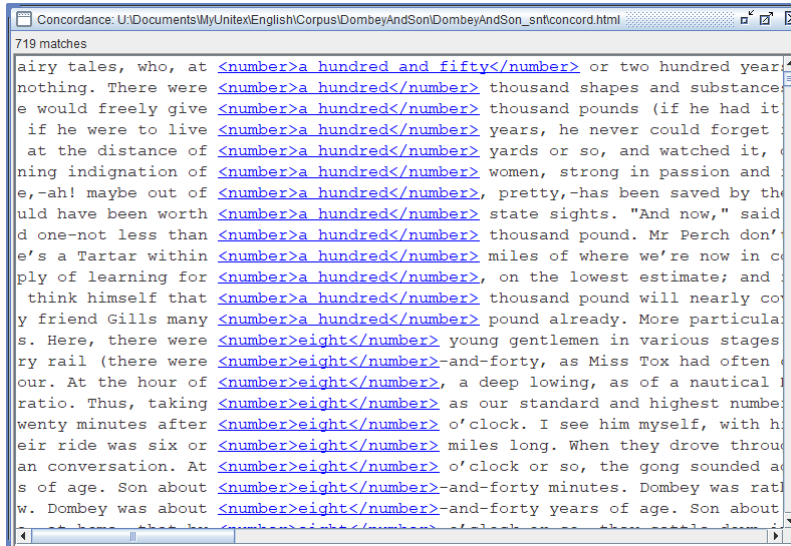 Concordance: U:\Documents\MyUnitex\English\Corpus\DombeyAndSon\DombeyAndSon_snt\concord.html
719 matches
airy tales, who, at <number>a hundred and fifty</number> or two hundred year
nothing. There were <number>a hundred</number> thousand shapes and substance
e would freely give <number>a hundred</number> thousand pounds (if he had it
if he were to live <number>a hundred</number> years, he never could forget
at the distance of <number>a hundred</number> yards or so, and watched it,
ning indignation of <number>a hundred</number> women, strong in passion and
e,-ah! maybe out of <number>a hundred</number>, pretty,-has been saved by the
uld have been worth <number>a hundred</number> state sights. "And now," said
d one-not less than <number>a hundred</number> thousand pound. Mr Perch don'
e's a Tartar within <number>a hundred</number> miles of where we're now in co
ply of learning for <number>a hundred</number>, on the lowest estimate; and
think himself that <number>a hundred</number> thousand pound will nearly co
y friend Gills many <number>a hundred</number> pound already. More particula
s. Here, there were <number>eight</number> young gentlemen in various stages
ry rail (there were <number>eight</number>-and-forty, as Miss Tox had often
our. At the hour of <number>eight</number>, a deep lowing, as of a nautical
ratio. Thus, taking <number>eight</number> as our standard and highest numbe
wenty minutes after <number>eight</number> o'clock. I see him myself, with h
eir ride was six or <number>eight</number> miles long. When they drove throu
an conversation. At <number>eight</number> o'clock or so, the gong sounded a
s of age. Son about <number>eight</number>-and-forty minutes. Dombey was rat
w. Dombey was about <number>eight</number>-and-forty years of age. Son about